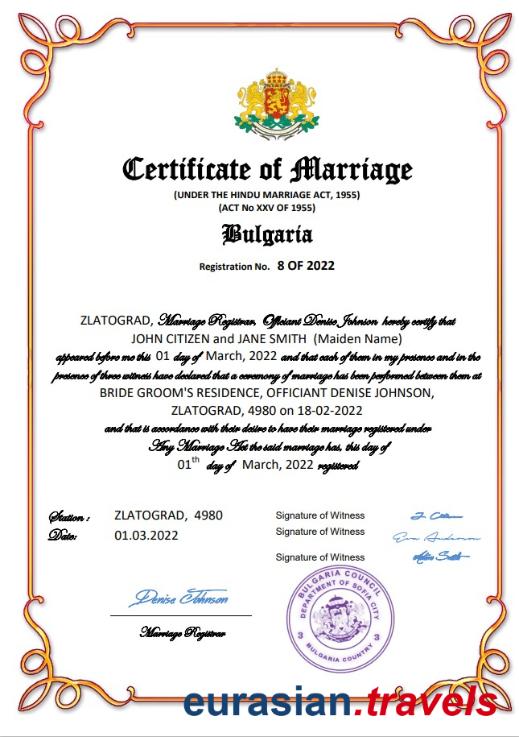 Certificate of Marriage
(UNDER THE HINDU MARRIAGE ACT, 1955)
(ACT No XXV OF 1955)
Bulgaria
Registration No. 8 OF 2022
ZLATOGRAD, Marriage Registrar, Officiant Denise Johnson hereby certify that
JOHN CITIZEN and JANE SMITH (Maiden Name)
appeared before me this 01 day of March, 2022 and that each of them in my presence and in the
presence of three witness have declared that a ceremony of marriage has been performed between them at
BRIDE GROOM'S RESIDENCE, OFFICIANT DENISE JOHNSON,
ZLATOGRAD, 4980 on 18-02-2022
and that is accordance with their desire to have their marriage registered under
Any Marriage Act the said marriage has, this day of
01th day of March, 2022 registered
Station : ZLATOGRAD, 4980
Date: 01.03.2022
Signature of Witness
Signature of Witness Eva Anderson
Signature of Witness
Denise Johnson
Marriage Registrar
BULGARIA COUNCIL
DEPARTMENT OF SOFIA CITY
3 3
BULGARIA COUNTRY
eurasian.travels